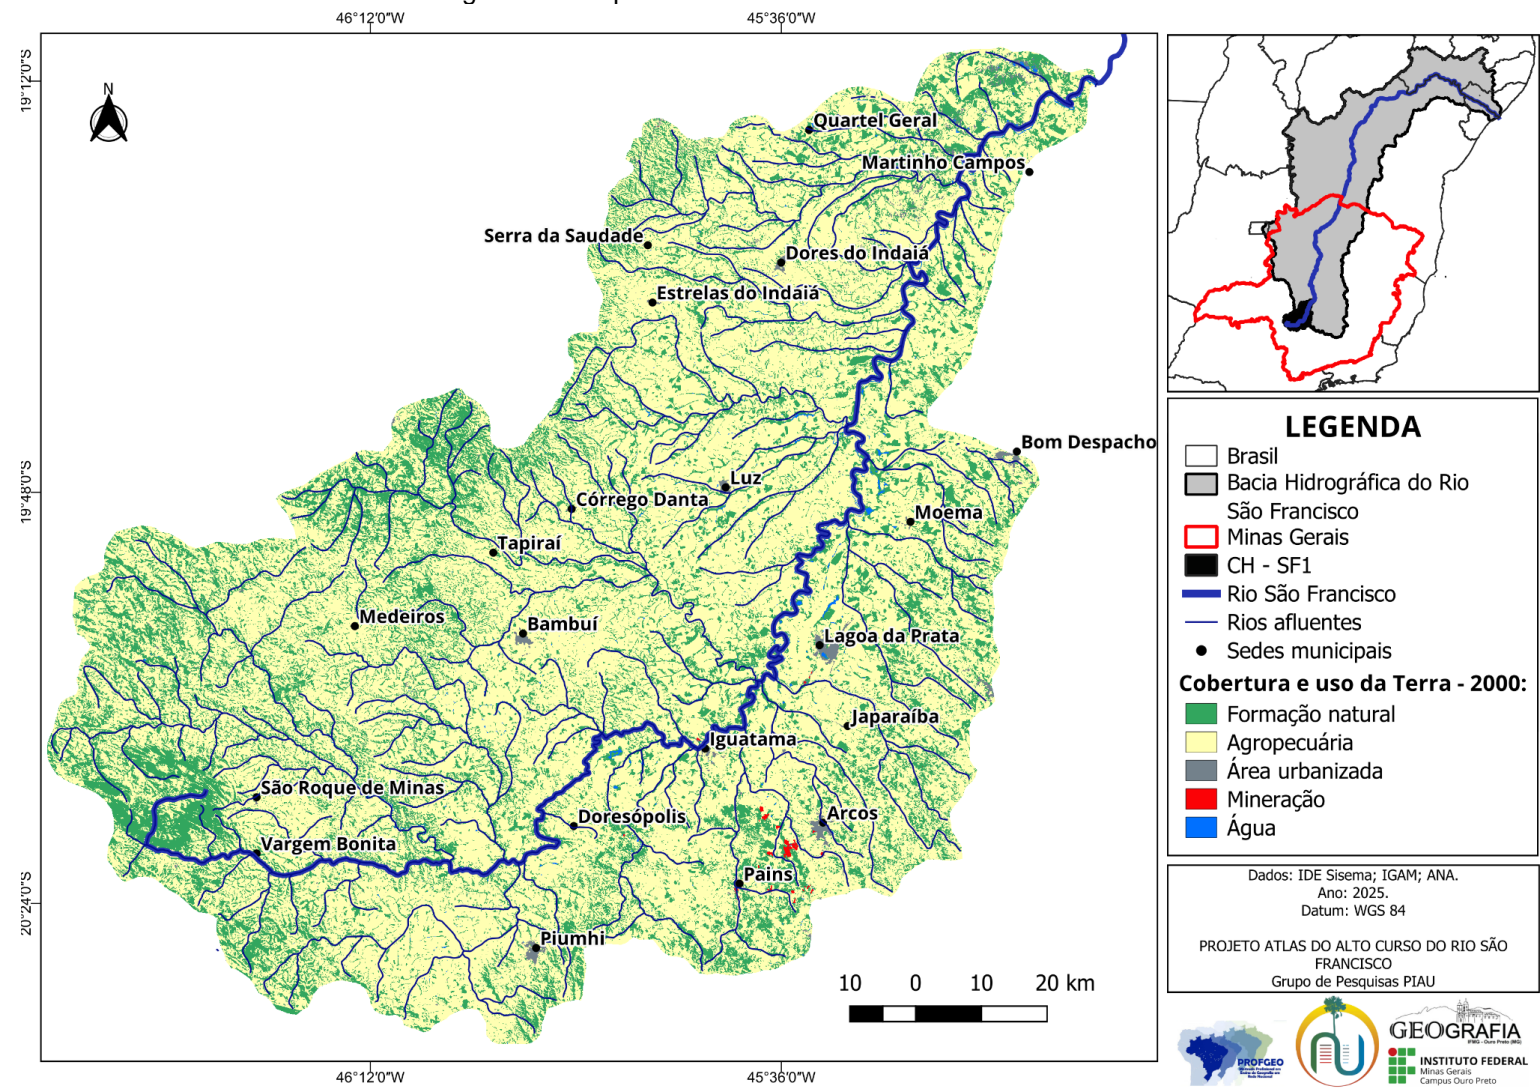 46°12'0"W
45°36'0"W
19°12'0"S
N
Quartel Geral
Martinho Campos
Serra da Saudade
Dores do Indaiá
Estrelas do Indáiá
Bom Despacho
19°48'0"S
Luz
Córrego Danta
Moema
Tapiraí
Medeiros
Bambuí
Lagoa da Prata
Japaraíba
Iguatama
São Roque de Minas
Doresópolis
Arcos
Vargem Bonita
Pains
20°24'0"S
Piumhi
10 0 10 20 km
46°12'0"W
45°36'0"W
LEGENDA
Brasil
Bacia Hidrográfica do Rio
São Francisco
Minas Gerais
CH - SF1
Rio São Francisco
Rios afluentes
Sedes municipais
Cobertura e uso da Terra - 2000:
Formação natural
Agropecuária
Área urbanizada
Mineração
Água
Dados: IDE Sisema; IGAM; ANA.
Ano: 2025.
Datum: WGS 84
PROJETO ATLAS DO ALTO CURSO DO RIO SÃO
FRANCISCO
Grupo de Pesquisas PIAU
PROFGEO
GEOGRAFIA
IFMG - Ouro Preto (MG)
INSTITUTO FEDERAL
Minas Gerais
Campus Ouro Preto